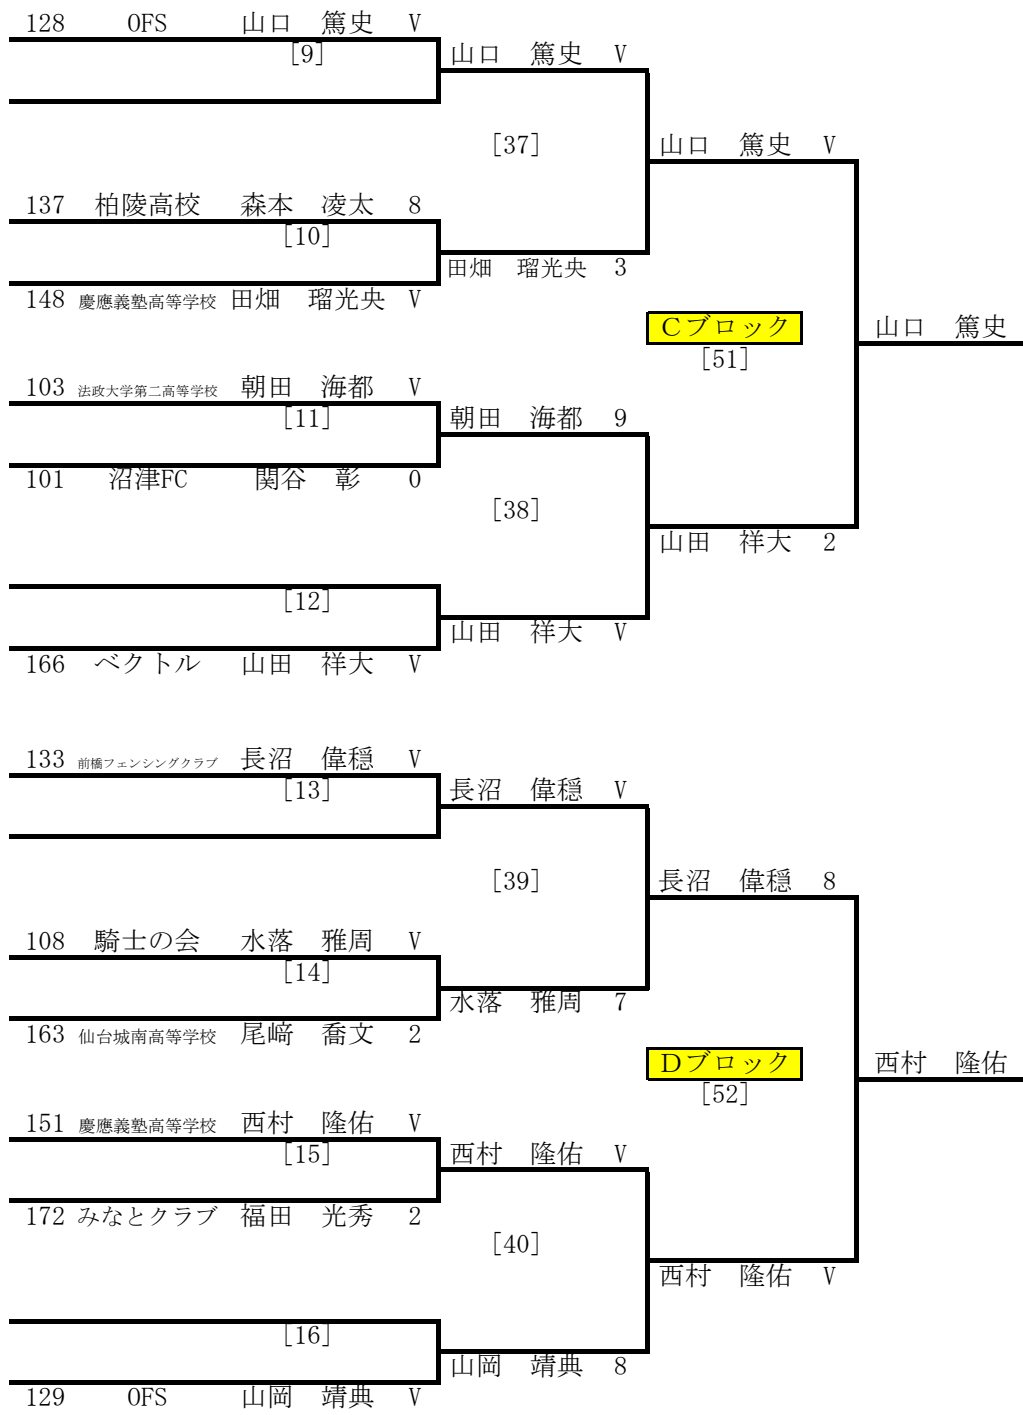 128 OFS 山口 篤史 V
[9]
山口 篤史 V
[37]
山口 篤史 V
137 柏陵高校 森本 凌太 8
[10]
田畑 瑠光央 3
148 慶應義塾高等学校 田畑 瑠光央 V
Cブロック
山口 篤史
[51]
103 法政大学第二高等学校 朝田 海都 V
[11]
朝田 海都 9
101 沼津FC 関谷 彰 0
[38]
山田 祥大 2
[12]
山田 祥大 V
166 ベクトル 山田 祥大 V
133 前橋フェンシングクラブ 長沼 偉穏 V
[13]
長沼 偉穏 V
[39]
長沼 偉穏 8
108 騎士の会 水落 雅周 V
[14]
水落 雅周 7
163 仙台城南高等学校 尾﨑 喬文 2
Dブロック
西村 隆佑
[52]
151 慶應義塾高等学校 西村 隆佑 V
[15]
西村 隆佑 V
172 みなとクラブ 福田 光秀 2
[40]
西村 隆佑 V
[16]
山岡 靖典 8
129 OFS 山岡 靖典 V